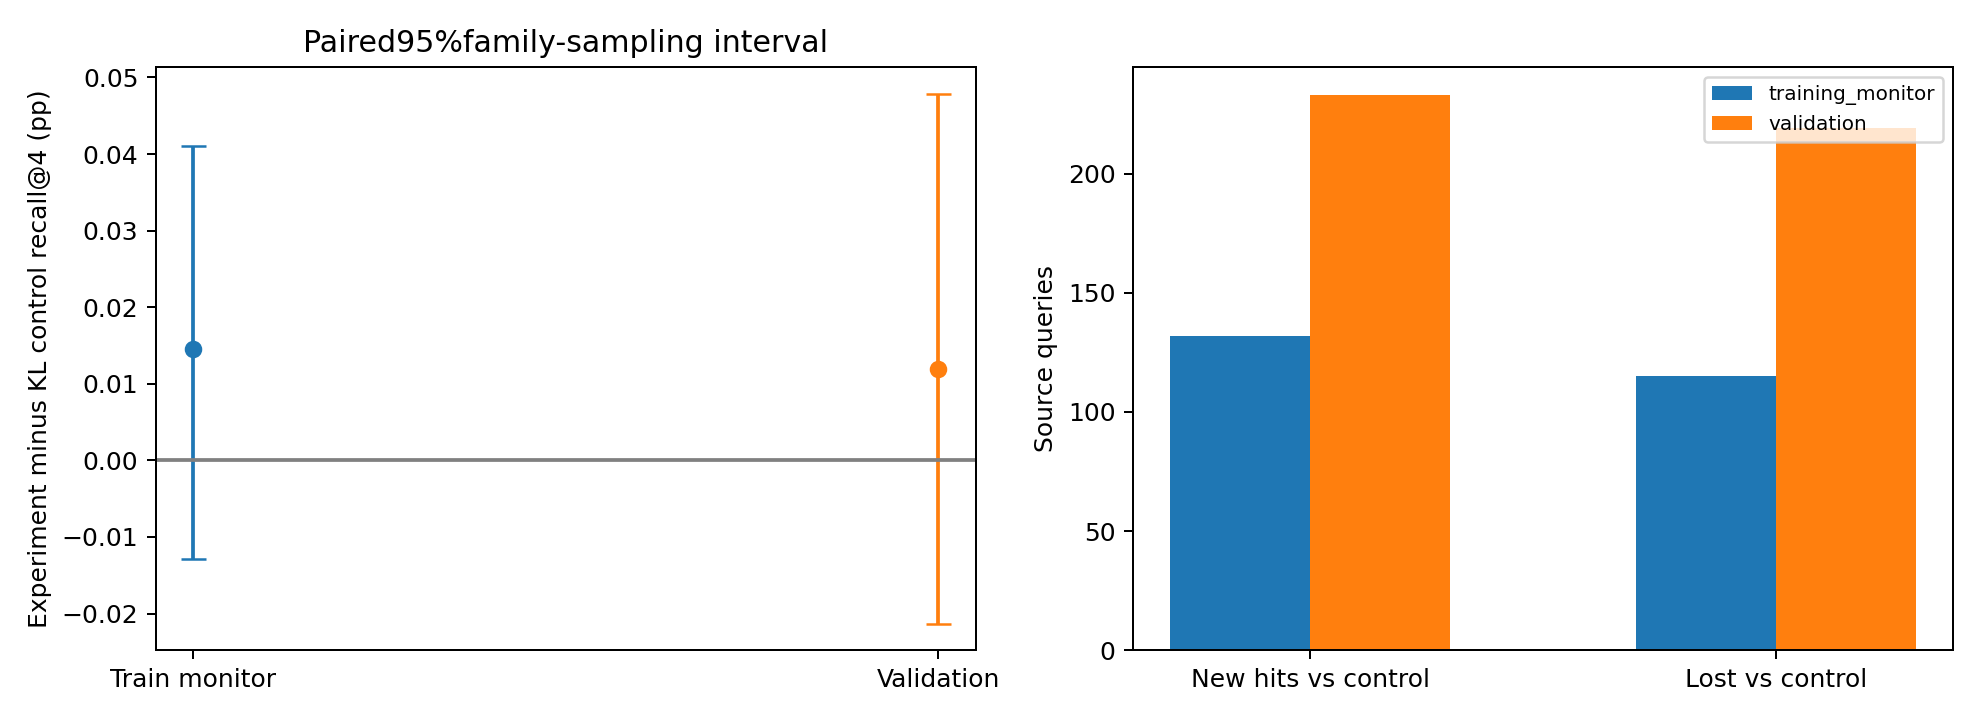 Paired95%family-sampling interval
Experiment minus KL control recall@4 (pp)
0.05
0.04
0.03
0.02
0.01
0.00
−0.01
−0.02
Train monitor
Validation
Source queries
200
150
100
50
0
training_monitor
validation
New hits vs control
Lost vs control